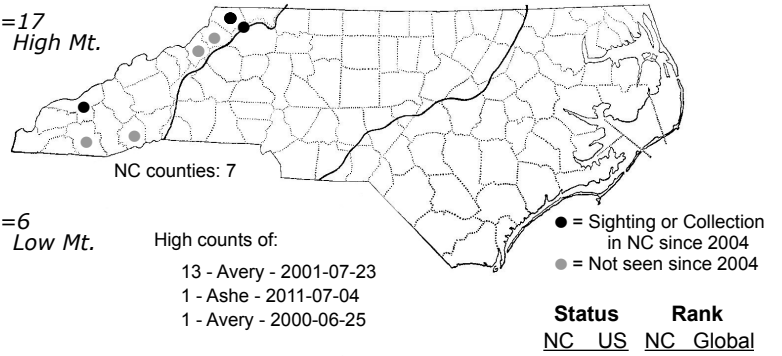 =17
High Mt.
NC counties: 7
=6
Low Mt.
High counts of:
13 - Avery - 2001-07-23
1 - Ashe - 2011-07-04
1 - Avery - 2000-06-25
= Sighting or Collection
in NC since 2004
= Not seen since 2004
Status Rank
NC US NC Global